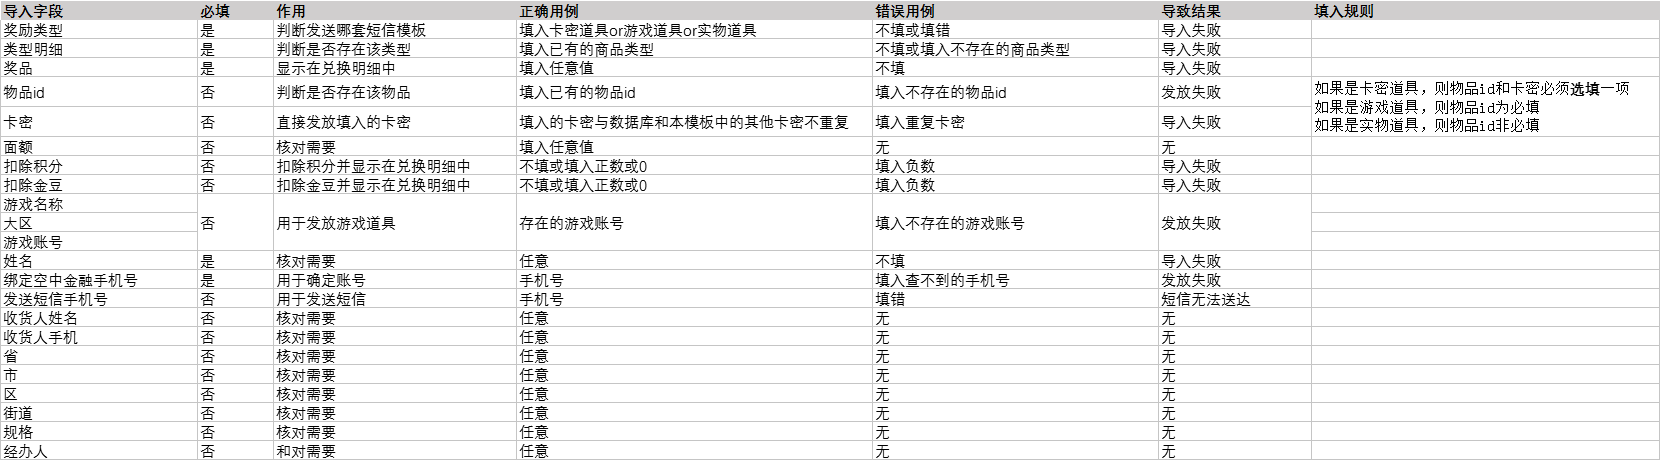 导入字段 必填 作用 正确用例 错误用例 导致结果 填入规则
奖励类型 是 判断发送哪套短信模板 填入卡密道具or游戏道具or实物道具 不填或填错 导入失败
类型明细 是 判断是否存在该类型 填入已有的商品类型 不填或填入不存在的商品类型 导入失败
奖品 是 显示在兑换明细中 填入任意值 不填 导入失败
物品id 否 判断是否存在该物品 填入已有的物品id 填入不存在的物品id 发放失败
如果是卡密道具，则物品id和卡密必须选填一项
如果是游戏道具，则物品id为必填
如果是实物道具，则物品id非必填
卡密 否 直接发放填入的卡密 填入的卡密与数据库和本模板中的其他卡密不重复 填入重复卡密 导入失败
面额 否 核对需要 填入任意值 无 无
扣除积分 否 扣除积分并显示在兑换明细中 不填或填入正数或0 填入负数 导入失败
扣除金豆 否 扣除金豆并显示在兑换明细中 不填或填入正数或0 填入负数 导入失败
游戏名称
大区 否 用于发放游戏道具 存在的游戏账号 填入不存在的游戏账号 发放失败
游戏账号
姓名 是 核对需要 任意 不填 导入失败
绑定空中金融手机号 是 用于确定账号 手机号 填入查不到的手机号 发放失败
发送短信手机号 否 用于发送短信 手机号 填错 短信无法送达
收货人姓名 否 核对需要 任意 无 无
收货人手机 否 核对需要 任意 无 无
省 否 核对需要 任意 无 无
市 否 核对需要 任意 无 无
区 否 核对需要 任意 无 无
街道 否 核对需要 任意 无 无
规格 否 核对需要 任意 无 无
经办人 否 和对需要 任意 无 无